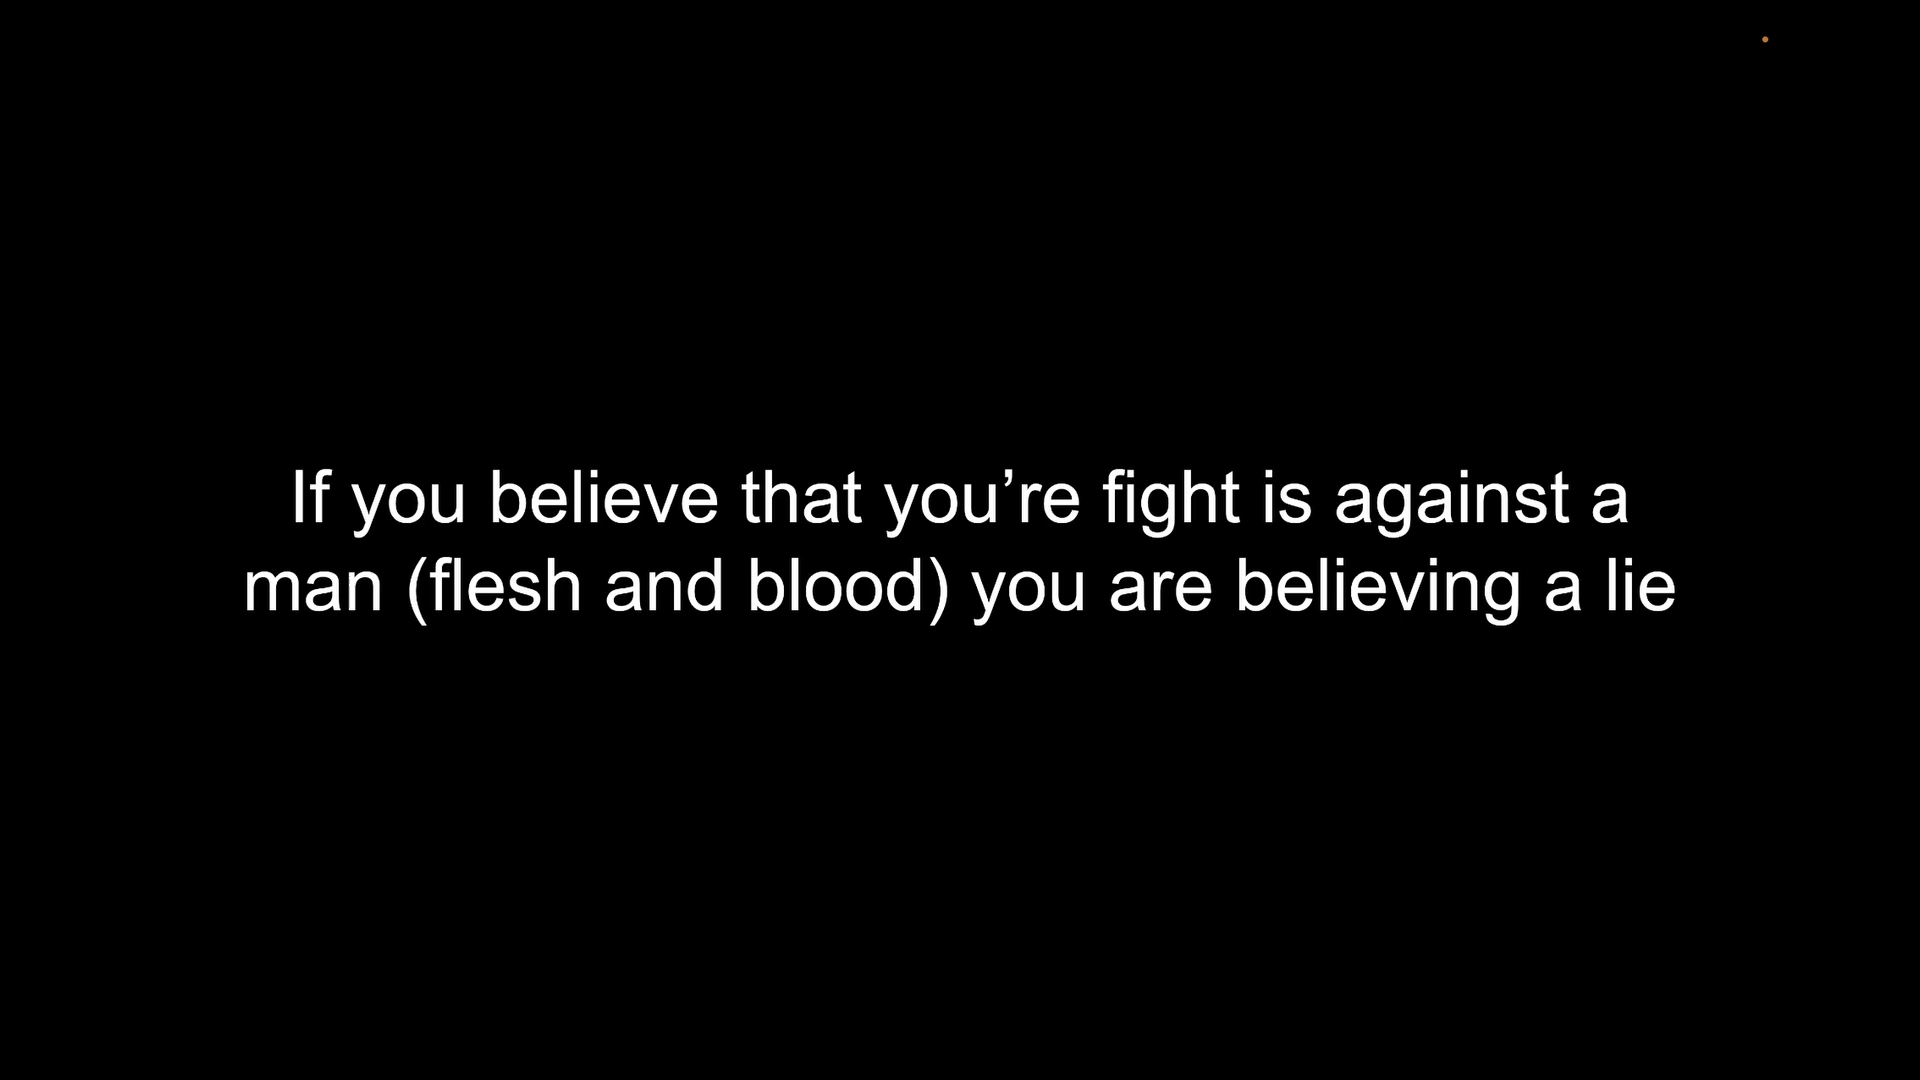 If you believe that you’re fight is against a
man (flesh and blood) you are believing a lie